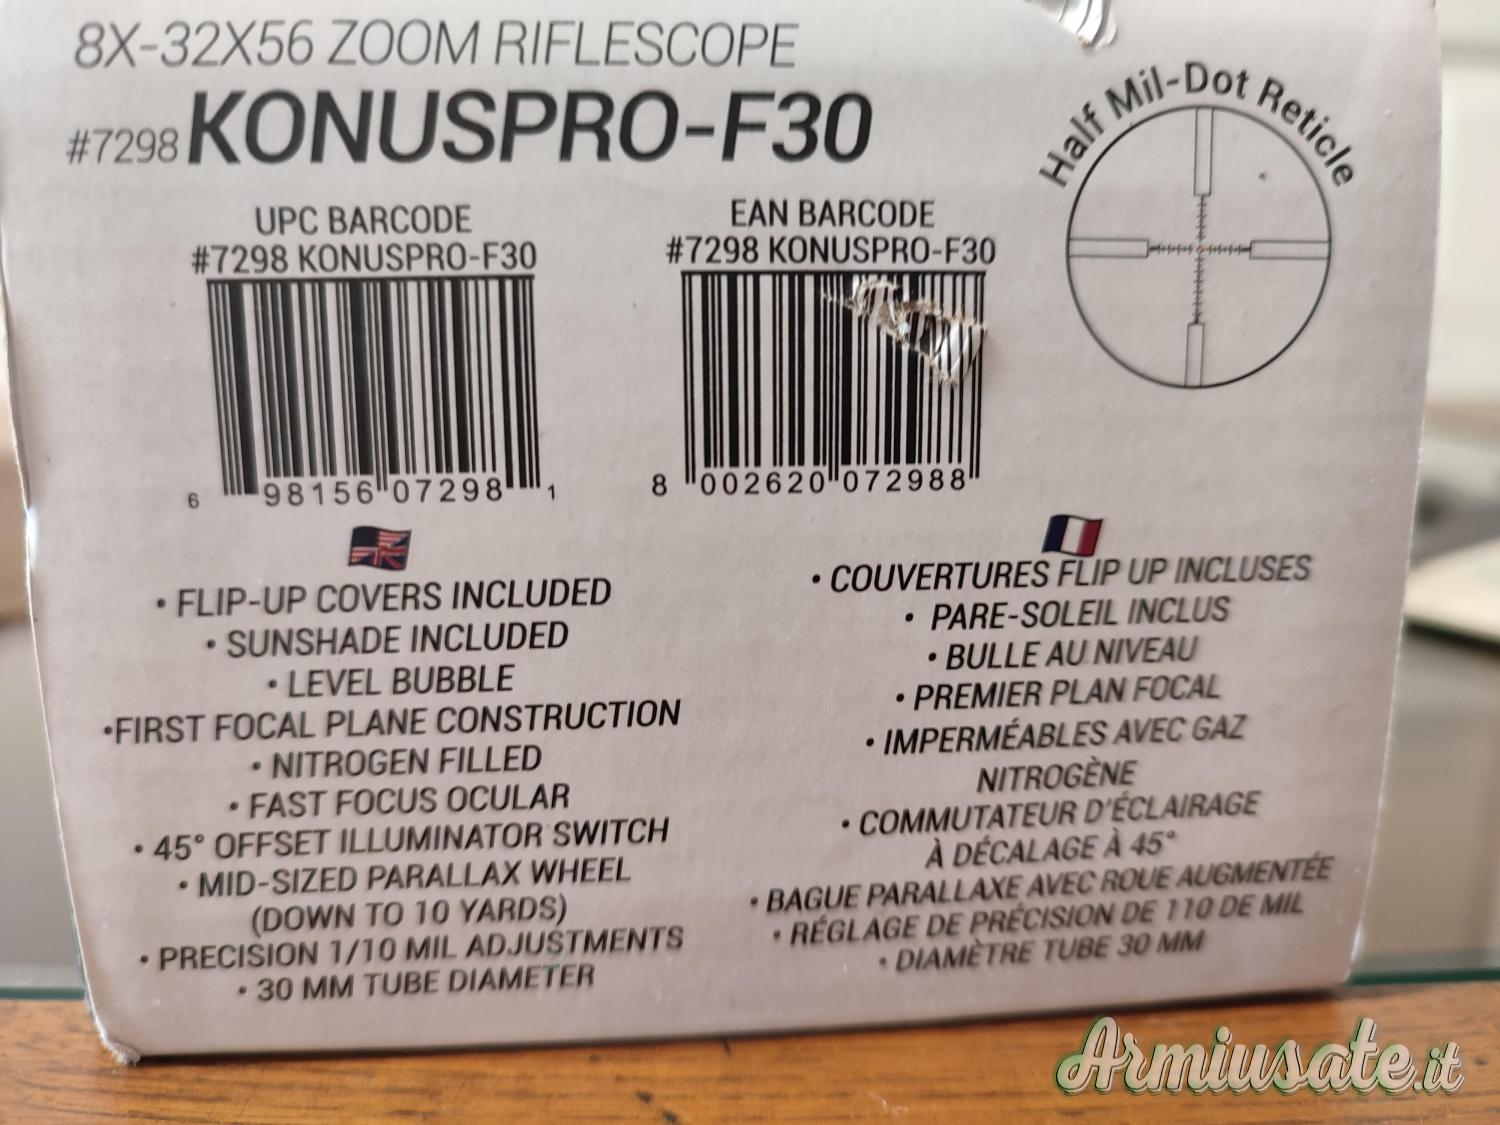 8X-32X56 ZOOM RIFLESCOPE
#7298 KONUSPRO-F30
Half Mil-Dot Reticle
UPC BARCODE
#7298 KONUSPRO-F30
6 98156 07298 1
EAN BARCODE
#7298 KONUSPRO-F30
8 002620 072988
• FLIP-UP COVERS INCLUDED
• SUNSHADE INCLUDED
• LEVEL BUBBLE
•FIRST FOCAL PLANE CONSTRUCTION
• NITROGEN FILLED
• FAST FOCUS OCULAR
• 45° OFFSET ILLUMINATOR SWITCH
• MID-SIZED PARALLAX WHEEL
(DOWN TO 10 YARDS)
• PRECISION 1/10 MIL ADJUSTMENTS
• 30 MM TUBE DIAMETER
• COUVERTURES FLIP UP INCLUSES
• PARE-SOLEIL INCLUS
• BULLE AU NIVEAU
• PREMIER PLAN FOCAL
• IMPERMÉABLES AVEC GAZ
NITROGÈNE
• COMMUTATEUR D'ÉCLAIRAGE
À DÉCALAGE À 45°
• BAGUE PARALLAXE AVEC ROUE AUGMENTÉE
• RÉGLAGE DE PRÉCISION DE 110 DE MIL
• DIAMÈTRE TUBE 30 MM
Armiusate.it